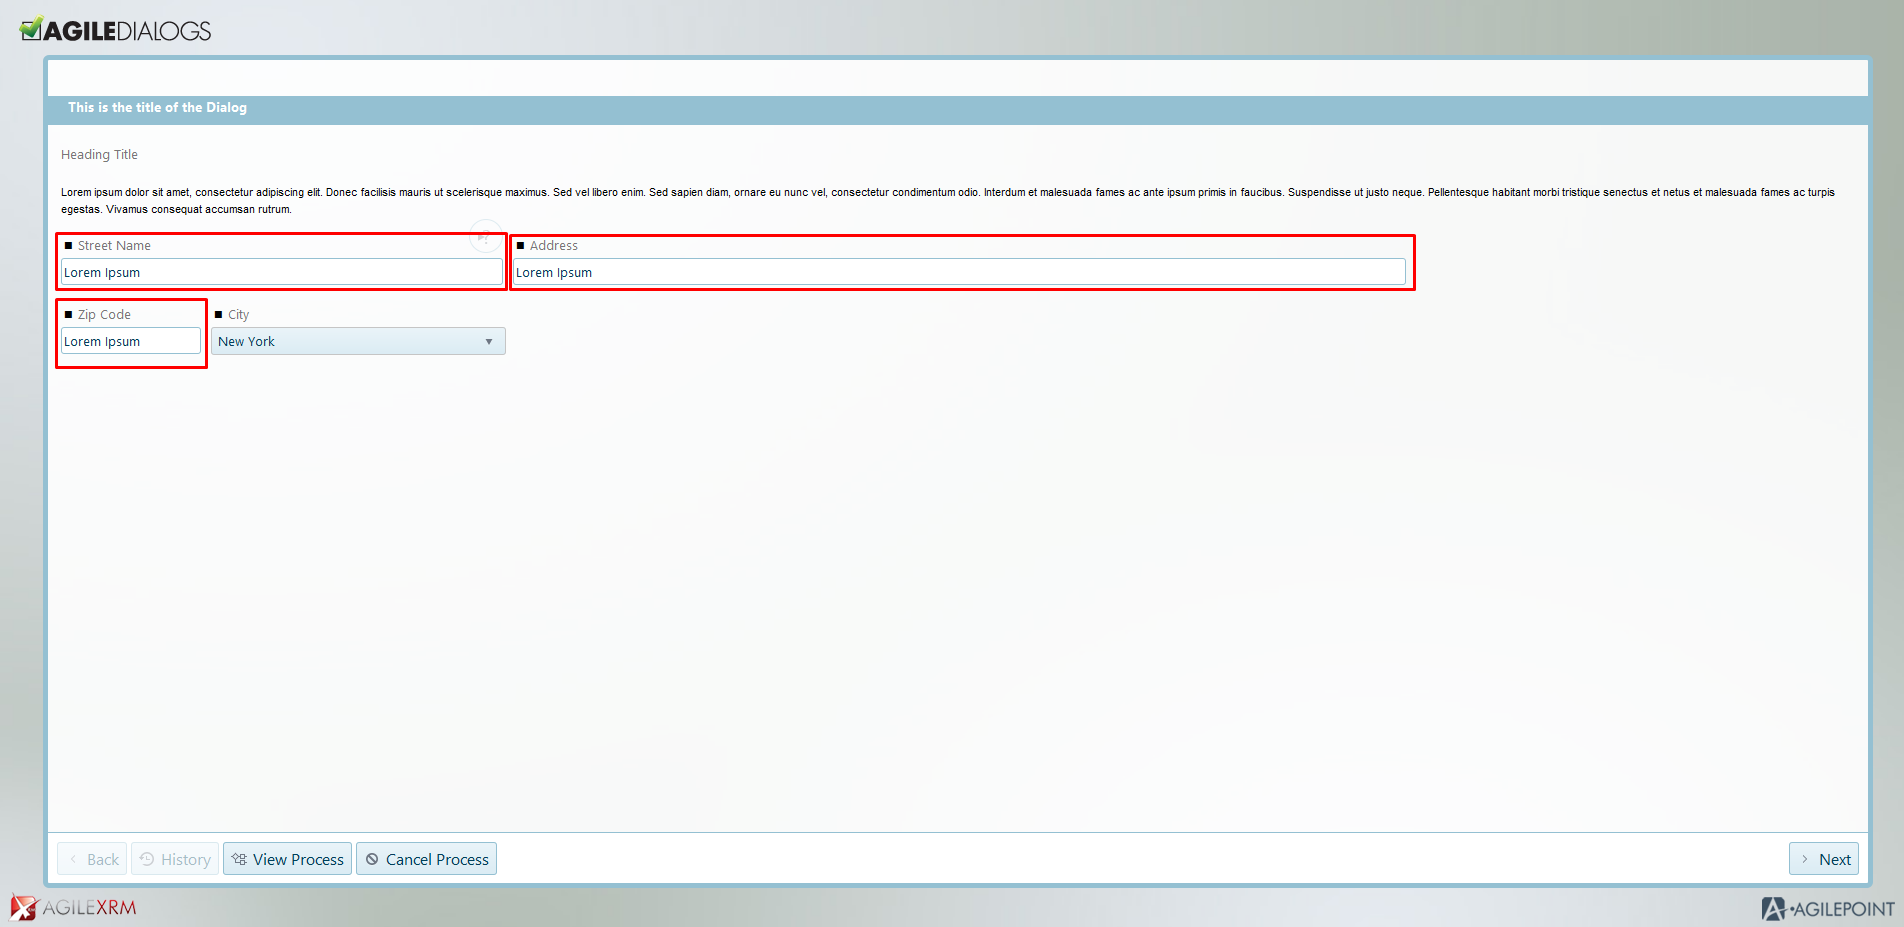 AGILEDIALOGS
This is the title of the Dialog
Heading Title
Lorem ipsum dolor sit amet, consectetur adipiscing elit. Donec facilisis mauris ut scelerisque maximus. Sed vel libero enim. Sed sapien diam, ornare eu nunc vel, consectetur condimentum odio. Interdum et malesuada fames ac ante ipsum primis in faucibus. Suspendisse ut justo neque. Pellentesque habitant morbi tristique senectus et netus et malesuada fames ac turpis
egestas. Vivamus consequat accumsan rutrum.
Street Name Address
Lorem Ipsum Lorem Ipsum
Zip Code City
Lorem Ipsum New York
Back History View Process Cancel Process Next
AGILEXRM AGILEPOINT